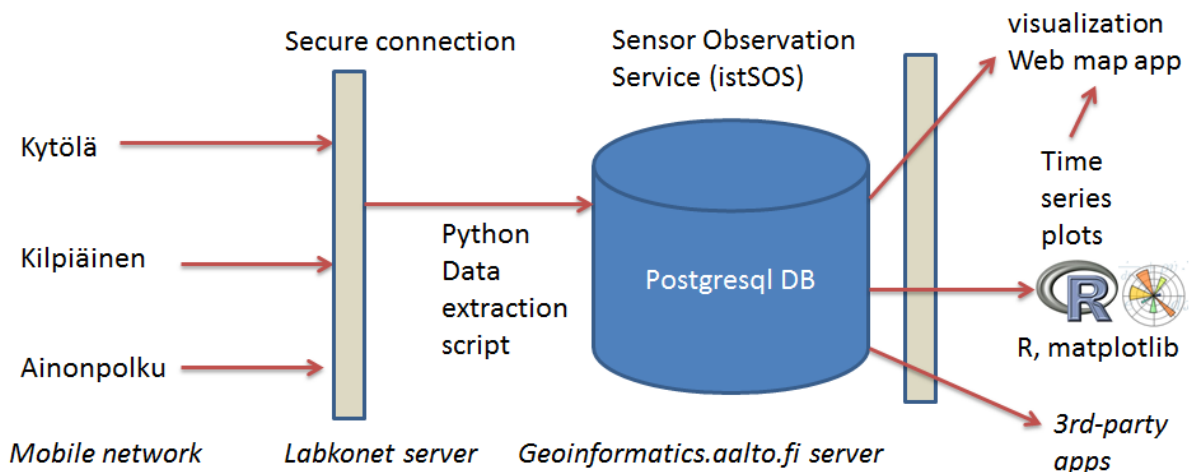 Secure connection
Sensor Observation
Service (istSOS)
visualization
Web map app
Kytölä
Kilpiäinen
Ainonpolku
Python
Data
extraction
script
Postgresql DB
Time
series
plots
R
R, matplotlib
3rd-party
apps
Mobile network
Labkonet server
Geoinformatics.aalto.fi server